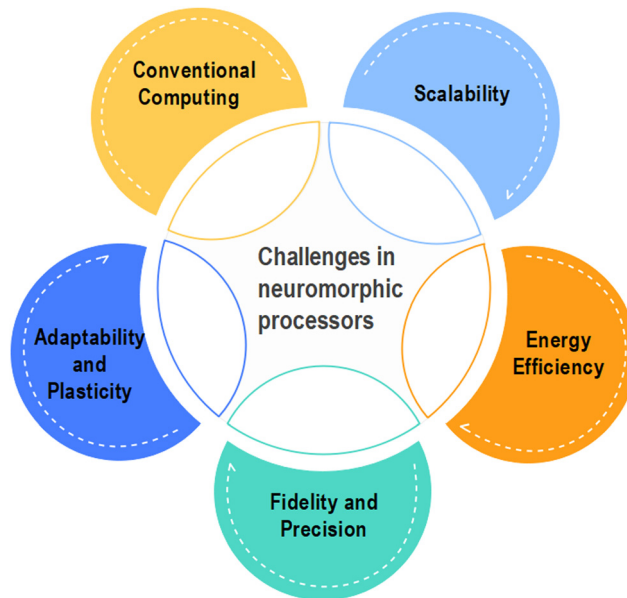 Conventional
Computing
Scalability
Challenges in
neuromorphic
processors
Energy
Efficiency
Fidelity and
Precision
Adaptability
and
Plasticity